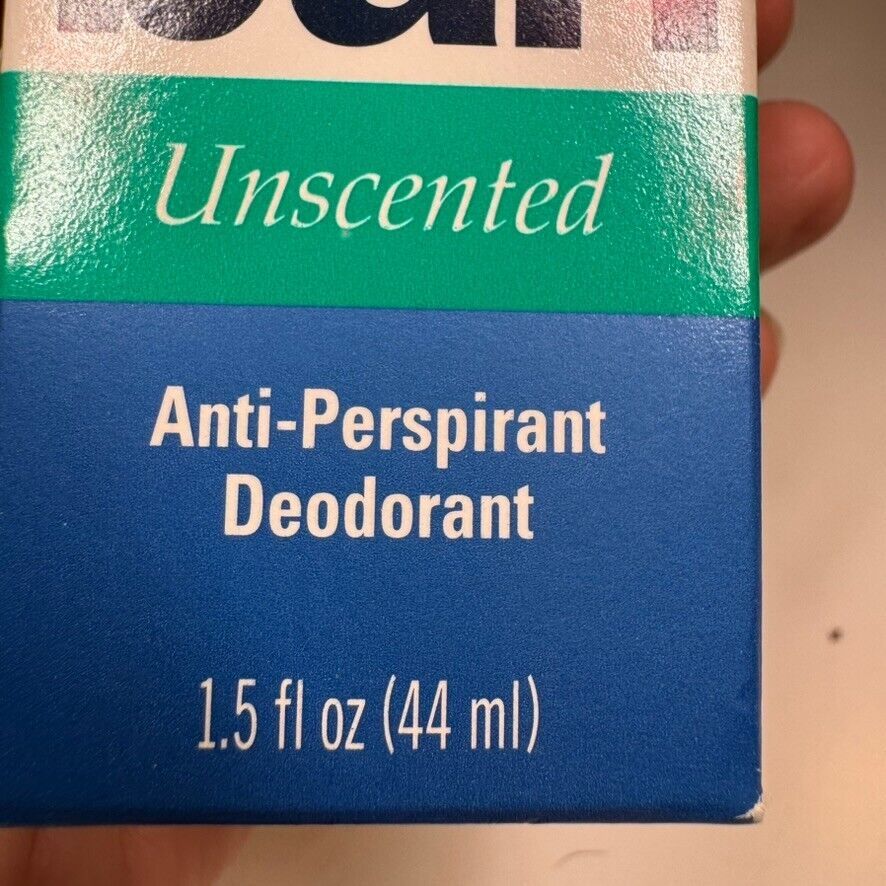 Unscented
Anti-Perspirant
Deodorant
1.5 fl oz (44 ml)